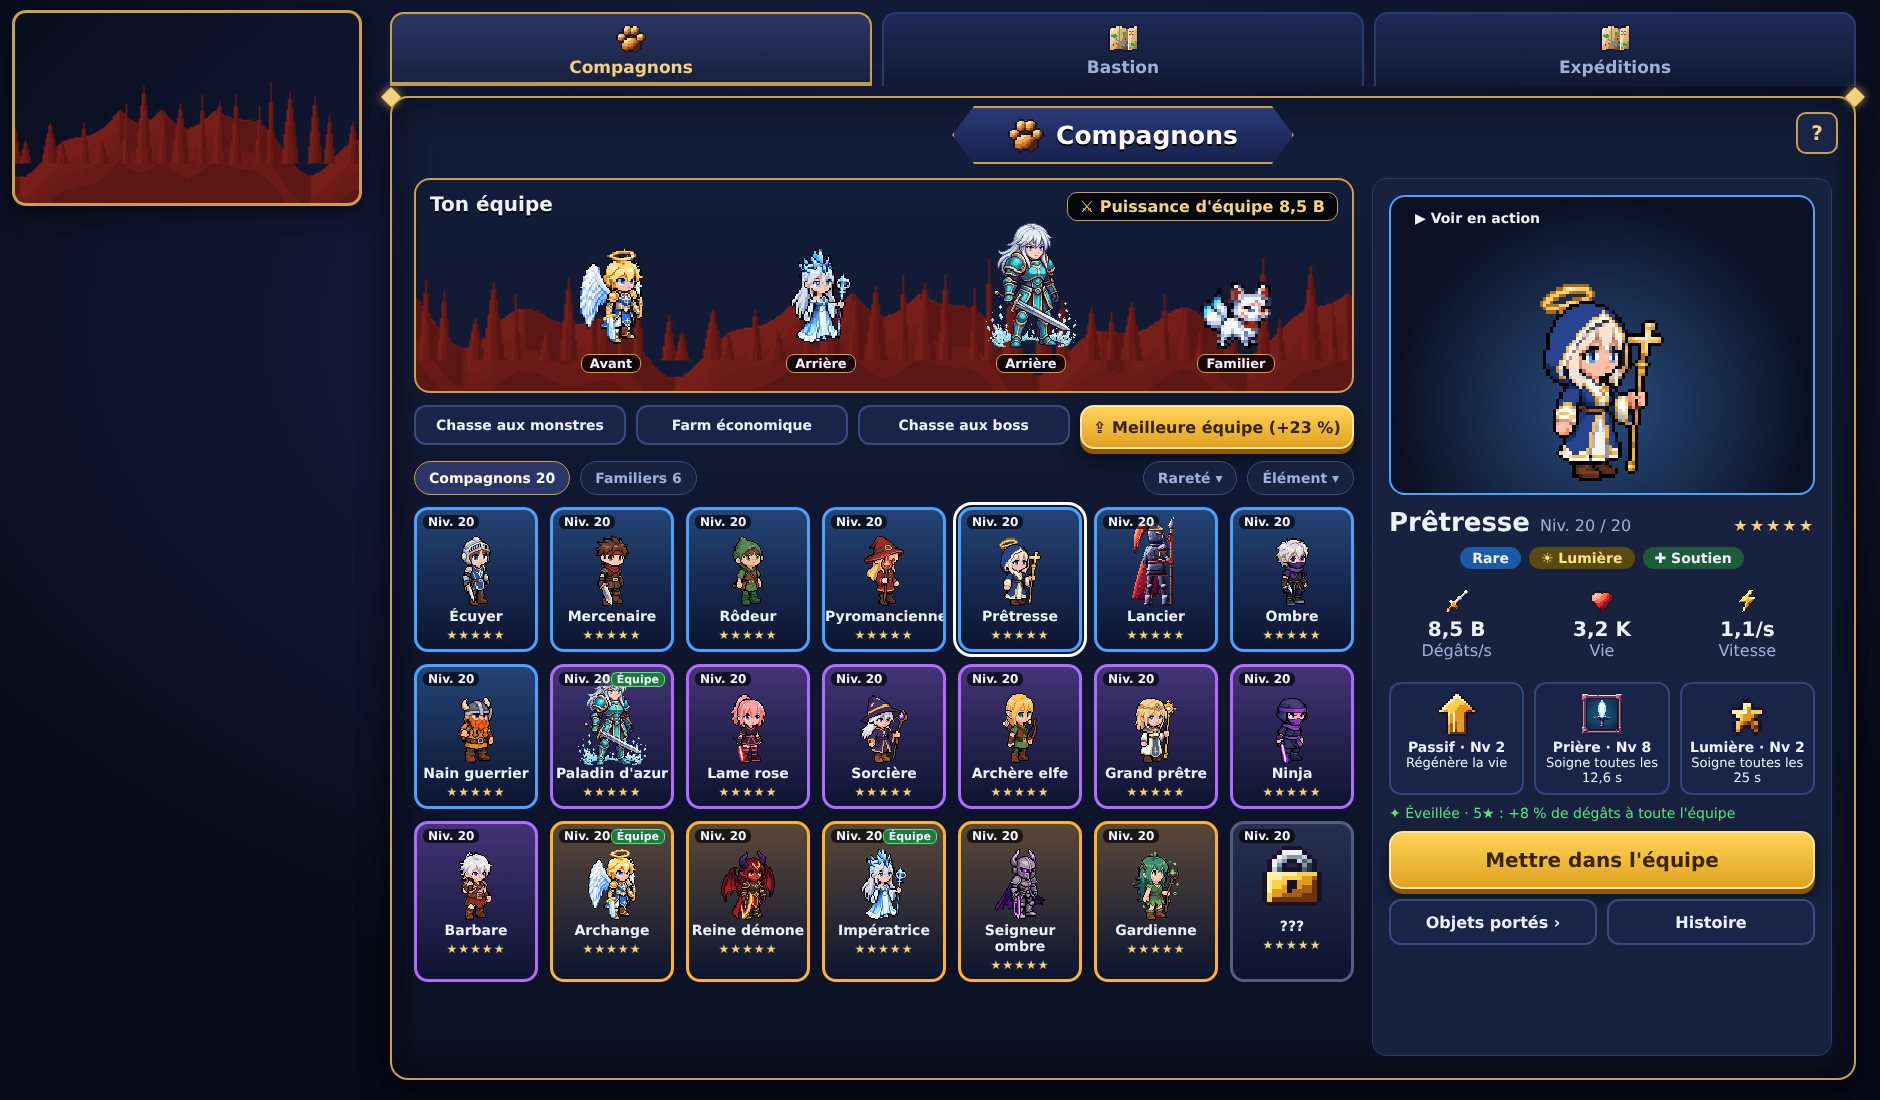 Compagnons
Bastion
Expéditions
Compagnons
?
Ton équipe
⚔ Puissance d'équipe 8,5 B
Avant
Arrière
Arrière
Familier
Chasse aux monstres
Farm économique
Chasse aux boss
⇪ Meilleure équipe (+23 %)
Compagnons 20
Familiers 6
Rareté ▾
Élément ▾
Niv. 20
Écuyer
★★★★★
Niv. 20
Mercenaire
★★★★★
Niv. 20
Rôdeur
★★★★★
Niv. 20
Pyromancienne
★★★★★
Niv. 20
Prêtresse
★★★★★
Niv. 20
Lancier
★★★★★
Niv. 20
Ombre
★★★★★
Niv. 20
Nain guerrier
★★★★★
Niv. 20
Équipe
Paladin d'azur
★★★★★
Niv. 20
Lame rose
★★★★★
Niv. 20
Sorcière
★★★★★
Niv. 20
Archère elfe
★★★★★
Niv. 20
Grand prêtre
★★★★★
Niv. 20
Ninja
★★★★★
Niv. 20
Barbare
★★★★★
Niv. 20
Équipe
Archange
★★★★★
Niv. 20
Reine démone
★★★★★
Niv. 20
Équipe
Impératrice
★★★★★
Niv. 20
Seigneur
ombre
★★★★★
Niv. 20
Gardienne
★★★★★
Niv. 20
???
★★★★★
▶ Voir en action
Prêtresse Niv. 20 / 20 ★★★★★
Rare
☀ Lumière
✚ Soutien
8,5 B
Dégâts/s
3,2 K
Vie
1,1/s
Vitesse
Passif · Nv 2
Régénère la vie
Prière · Nv 8
Soigne toutes les
12,6 s
Lumière · Nv 2
Soigne toutes les
25 s
✦ Éveillée · 5★ : +8 % de dégâts à toute l'équipe
Mettre dans l'équipe
Objets portés ›
Histoire